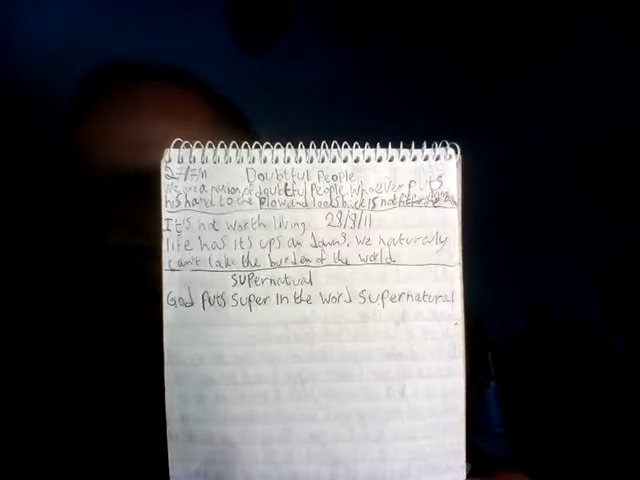 Doubtful People
We are a nation of doubtful people. Whoever puts
his hand to the plow and looks back is not
It's not worth living 28/8/11
life has its ups an downs. We naturally
can't take the burden of the world.
Supernatual
God puts super in the word supernatural